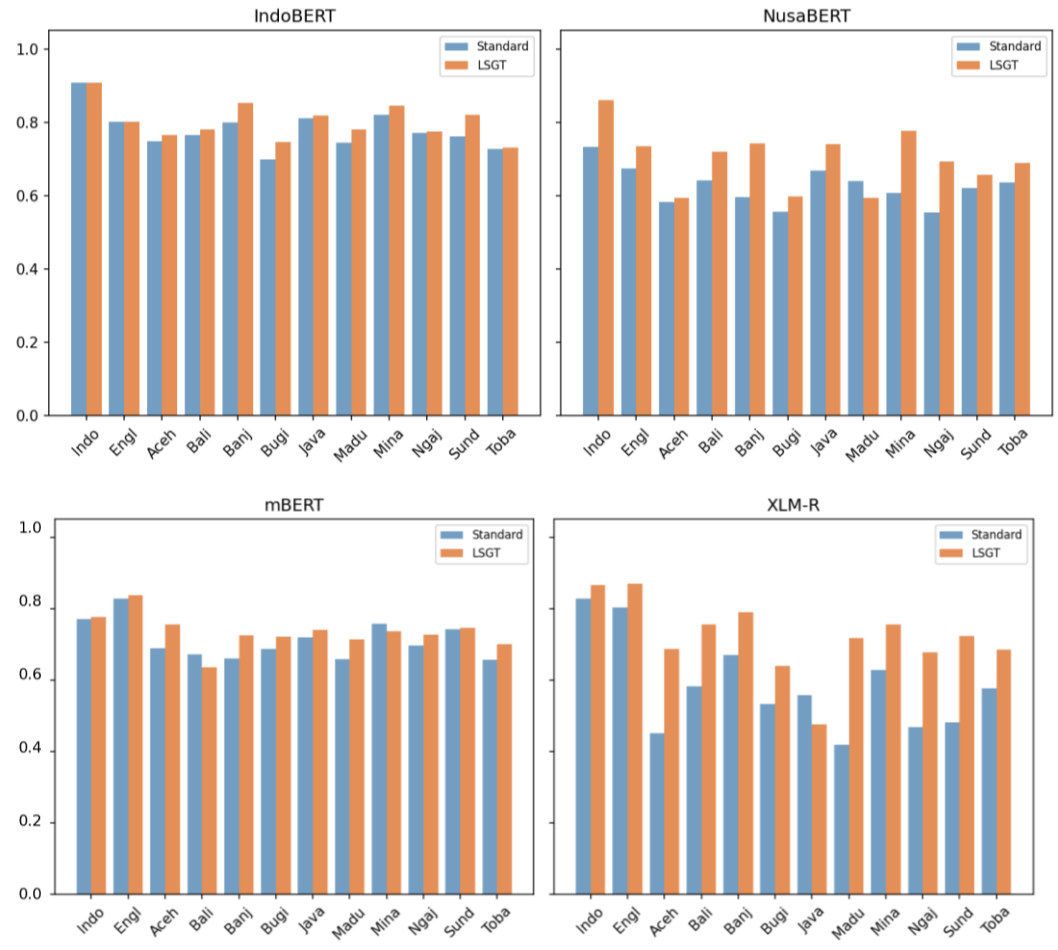 IndoBERT
1.0
0.8
0.6
0.4
0.2
0.0
Standard
LSGT
Indo Engl Aceh Bali Banj Bugi Java Madu Mina Ngaj Sund Toba
NusaBERT
Standard
LSGT
Indo Engl Aceh Bali Banj Bugi Java Madu Mina Ngaj Sund Toba
mBERT
1.0
0.8
0.6
0.4
0.2
0.0
Standard
LSGT
Indo Engl Aceh Bali Banj Bugi Java Madu Mina Ngaj Sund Toba
XLM-R
Standard
LSGT
Indo Engl Aceh Bali Banj Bugi Java Madu Mina Ngaj Sund Toba